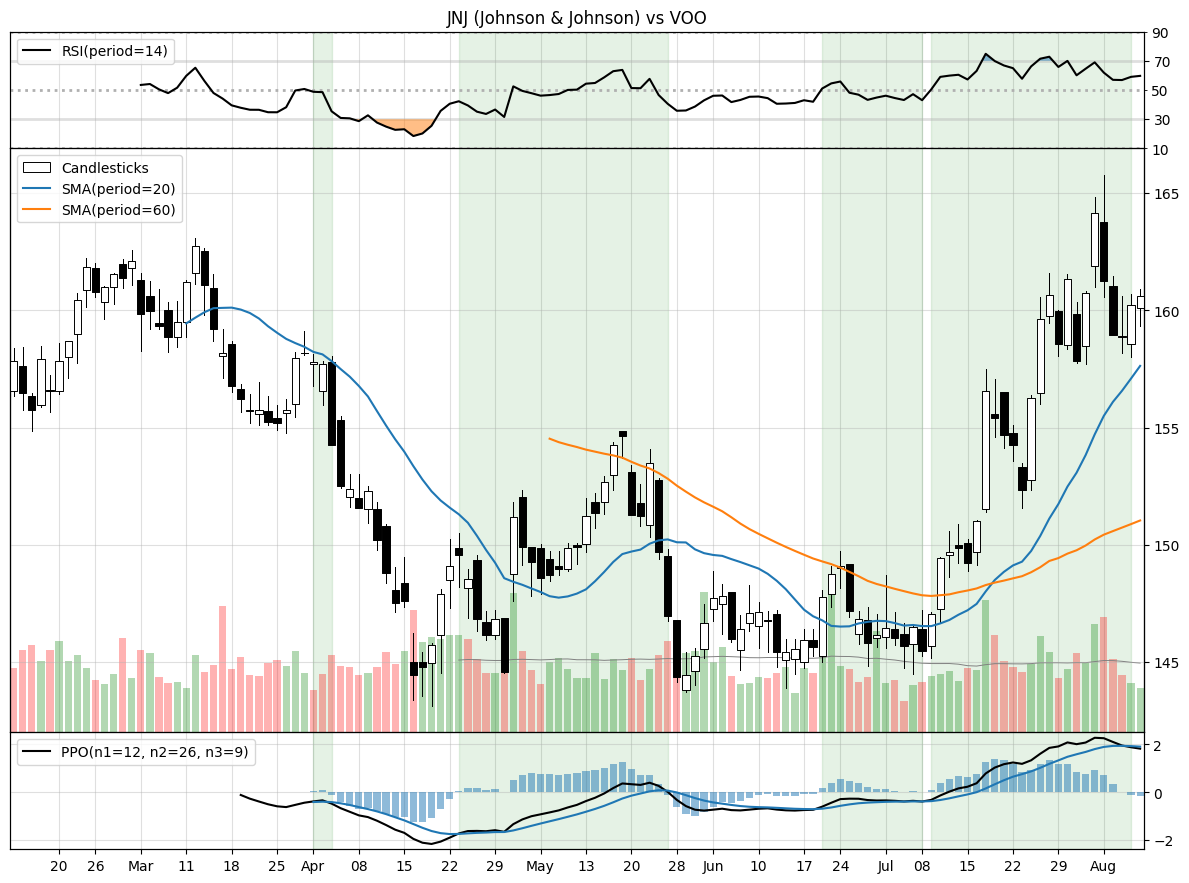 JNJ (Johnson & Johnson) vs VOO
RSI(period=14)
90
70
50
30
10
Candlesticks
SMA(period=20)
SMA(period=60)
165
160
155
150
145
PPO(n1=12, n2=26, n3=9)
2
0
−2
20 26 Mar 11 18 25 Apr 08 15 22 29 May 13 20 28 Jun 10 17 24 Jul 08 15 22 29 Aug